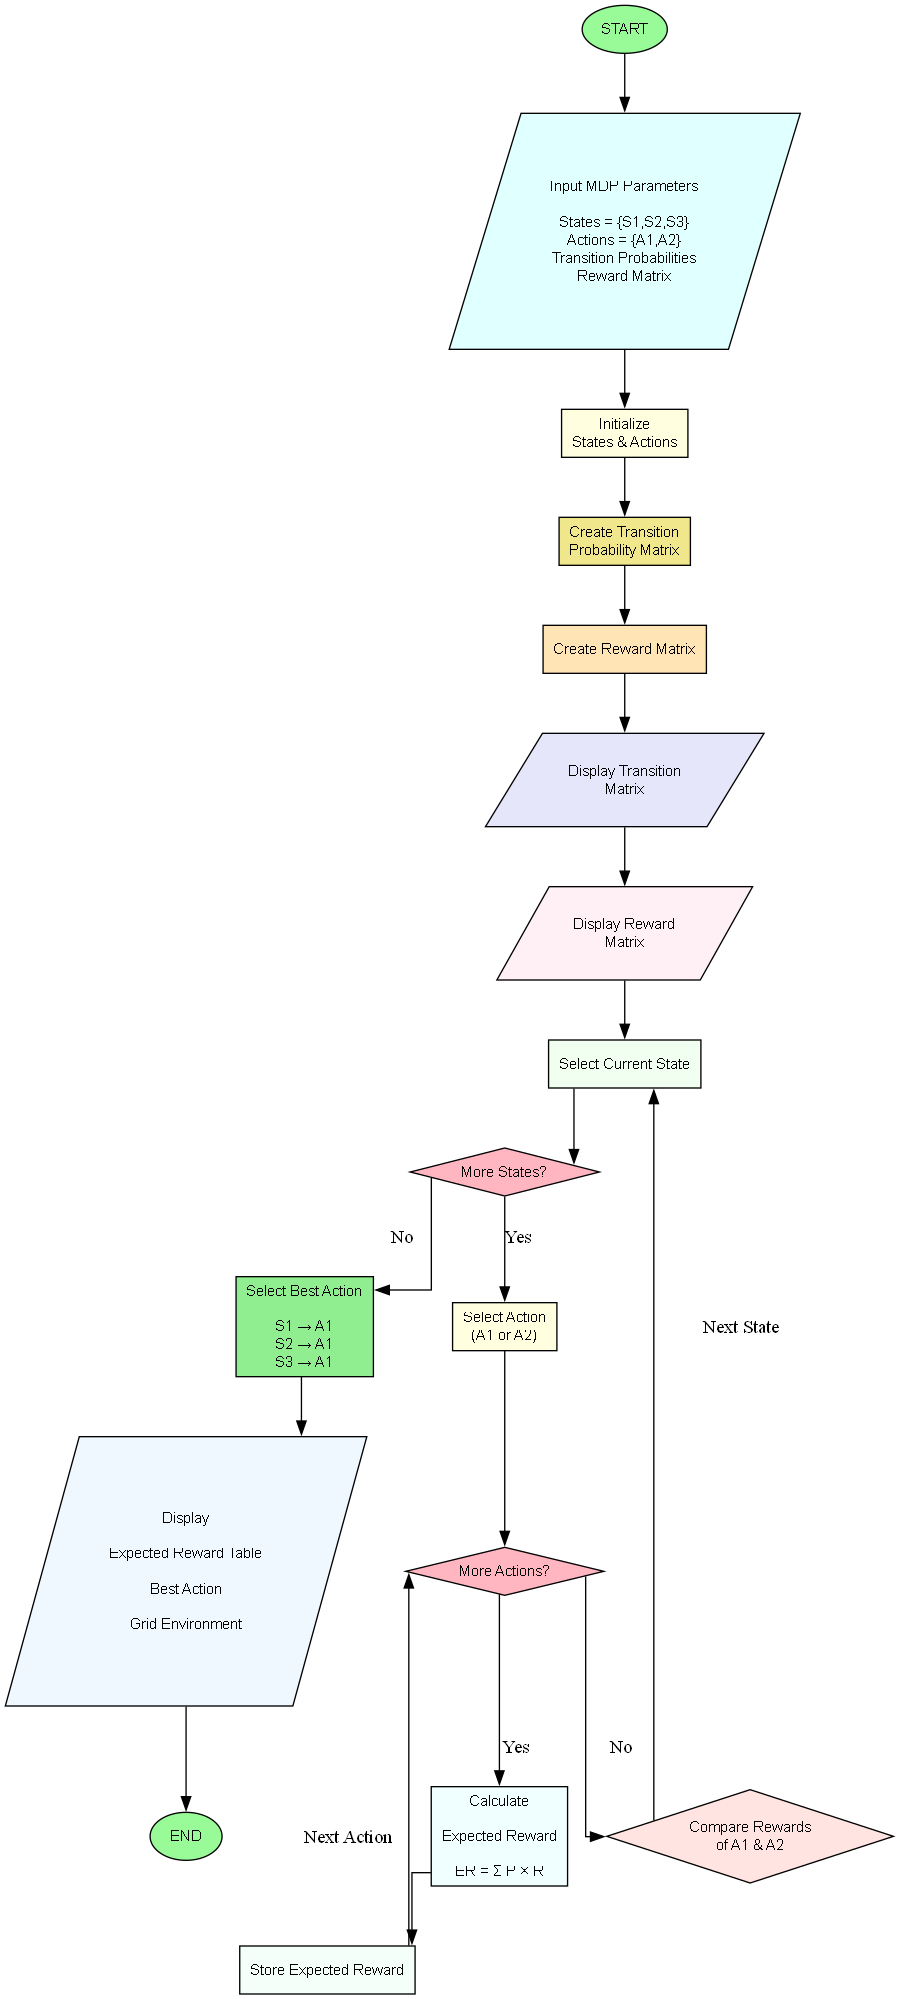 START
Input MDP Parameters
States = {S1,S2,S3}
Actions = {A1,A2}
Transition Probabilities
Reward Matrix
Initialize
States & Actions
Create Transition
Probability Matrix
Create Reward Matrix
Display Transition
Matrix
Display Reward
Matrix
Select Current State
More States?
No
Yes
Select Best Action
S1 → A1
S2 → A1
S3 → A1
Select Action
(A1 or A2)
Next State
Display
Expected Reward Table
Best Action
Grid Environment
More Actions?
Yes
No
Calculate
Expected Reward
ER = Σ P × R
Compare Rewards
of A1 & A2
Next Action
END
Store Expected Reward